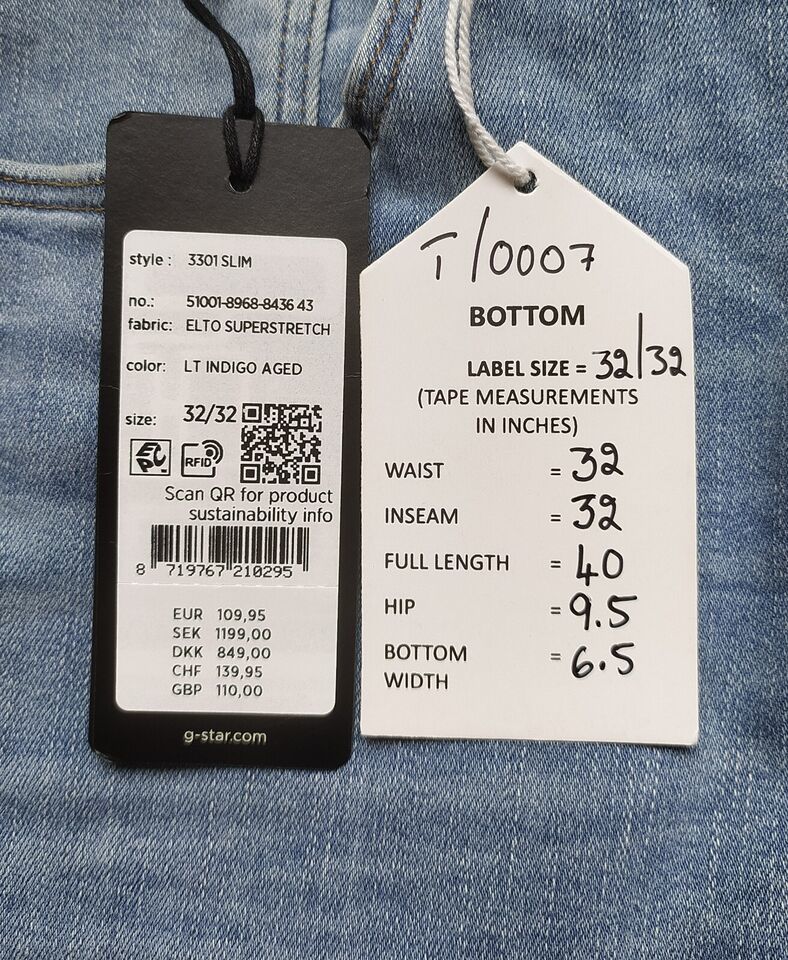 style : 3301 SLIM
no.: 51001-8968-8436 43
fabric: ELTO SUPERSTRETCH
color: LT INDIGO AGED
size: 32/32
RFID
Scan QR for product
sustainability info
8 719767 210295
EUR 109,95
SEK 1199,00
DKK 849,00
CHF 139,95
GBP 110,00
g-star.com
T/0007
BOTTOM
LABEL SIZE = 32/32
(TAPE MEASUREMENTS
IN INCHES)
WAIST = 32
INSEAM = 32
FULL LENGTH = 40
HIP = 9.5
BOTTOM = 6.5
WIDTH